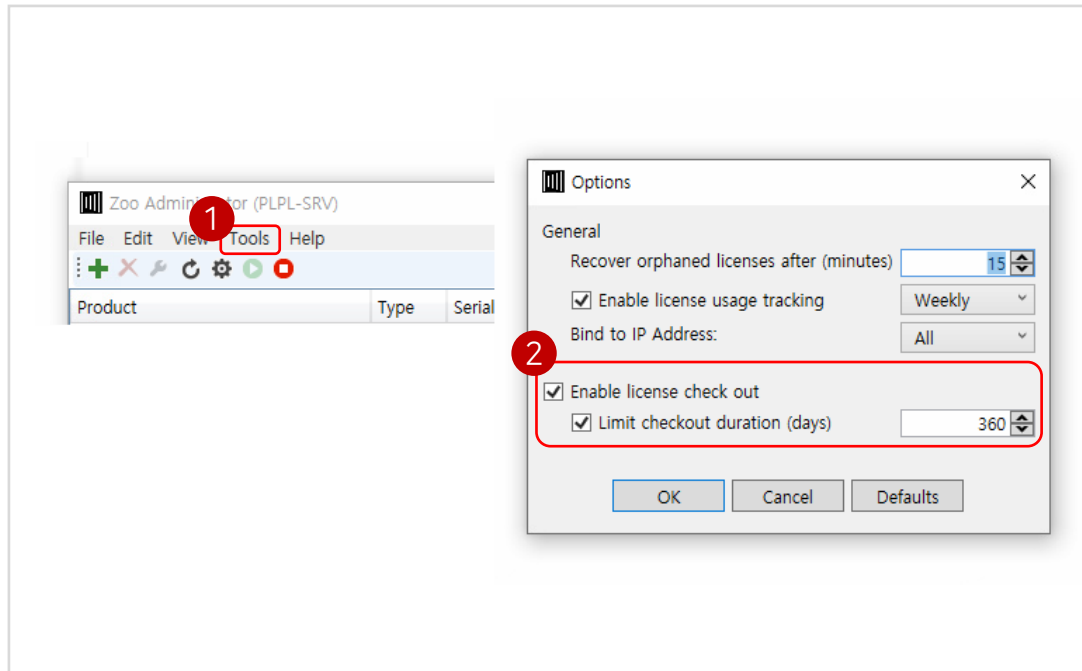 Zoo Administrator (PLPL-SRV)
1
File Edit View Tools Help
Product Type Serial
Options
General
Recover orphaned licenses after (minutes) 15
Enable license usage tracking Weekly
Bind to IP Address: All
2
Enable license check out
Limit checkout duration (days) 360
OK Cancel Defaults